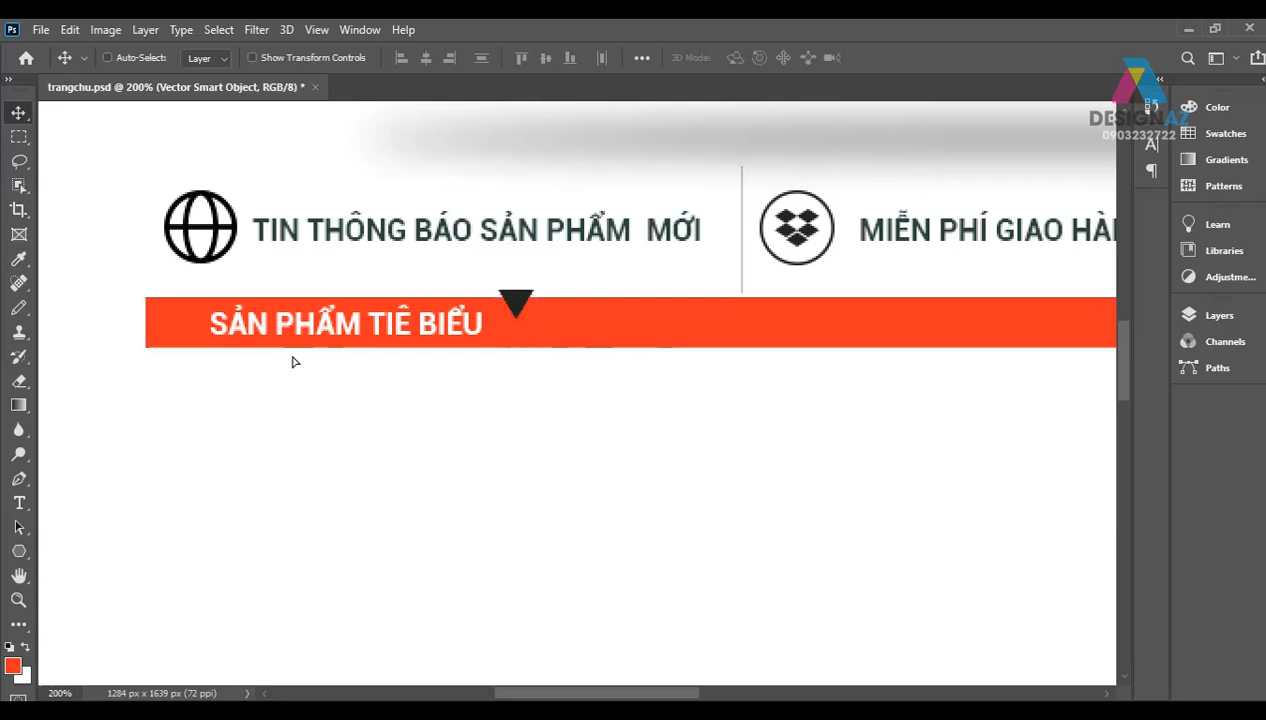 Ps File Edit Image Layer Type Select Filter 3D View Window Help
Auto-Select: Layer Show Transform Controls 3D Mode:
trangchu.psd @ 200% (Vector Smart Object, RGB/8) *
DESIGNAZ
0903232722
Color
Swatches
Gradients
Patterns
Learn
Libraries
Adjustme...
Layers
Channels
Paths
TIN THÔNG BÁO SẢN PHẨM MỚI
MIỄN PHÍ GIAO HÀN
SẢN PHẨM TIÊ BIỂU
200% 1284 px x 1639 px (72 ppi)